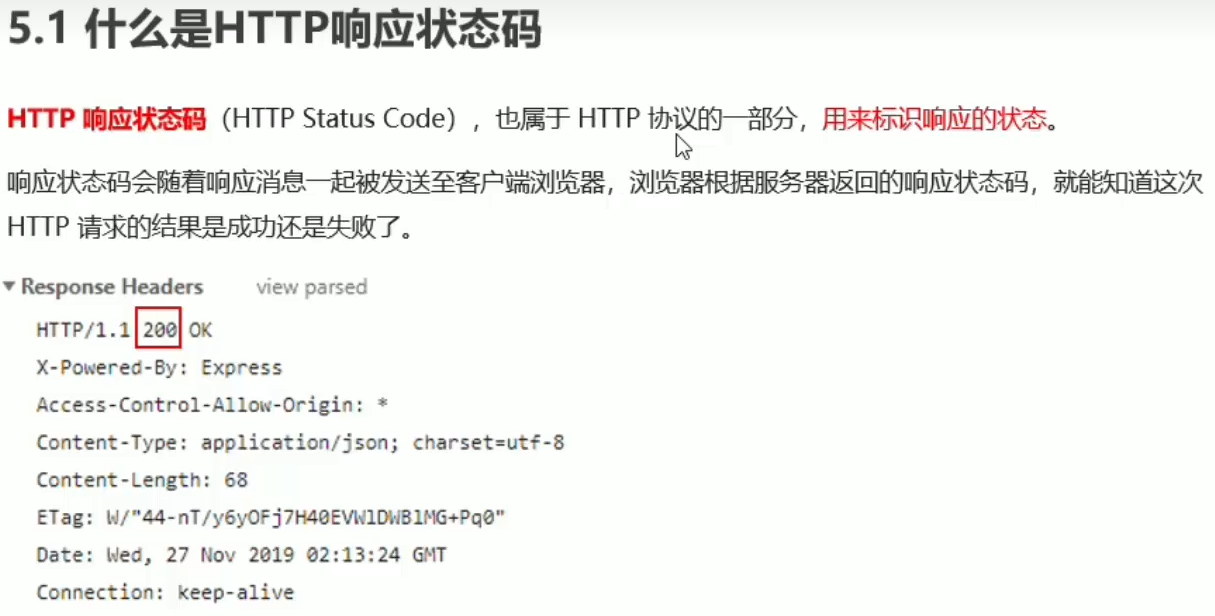 5.1 什么是HTTP响应状态码
HTTP 响应状态码（HTTP Status Code），也属于 HTTP 协议的一部分，用来标识响应的状态。
响应状态码会随着响应消息一起被发送至客户端浏览器，浏览器根据服务器返回的响应状态码，就能知道这次
HTTP 请求的结果是成功还是失败了。
Response Headers view parsed
HTTP/1.1 200 OK
X-Powered-By: Express
Access-Control-Allow-Origin: *
Content-Type: application/json; charset=utf-8
Content-Length: 68
ETag: W/"44-nT/y6yOFj7H40EVWlDWBlMG+Pq0"
Date: Wed, 27 Nov 2019 02:13:24 GMT
Connection: keep-alive